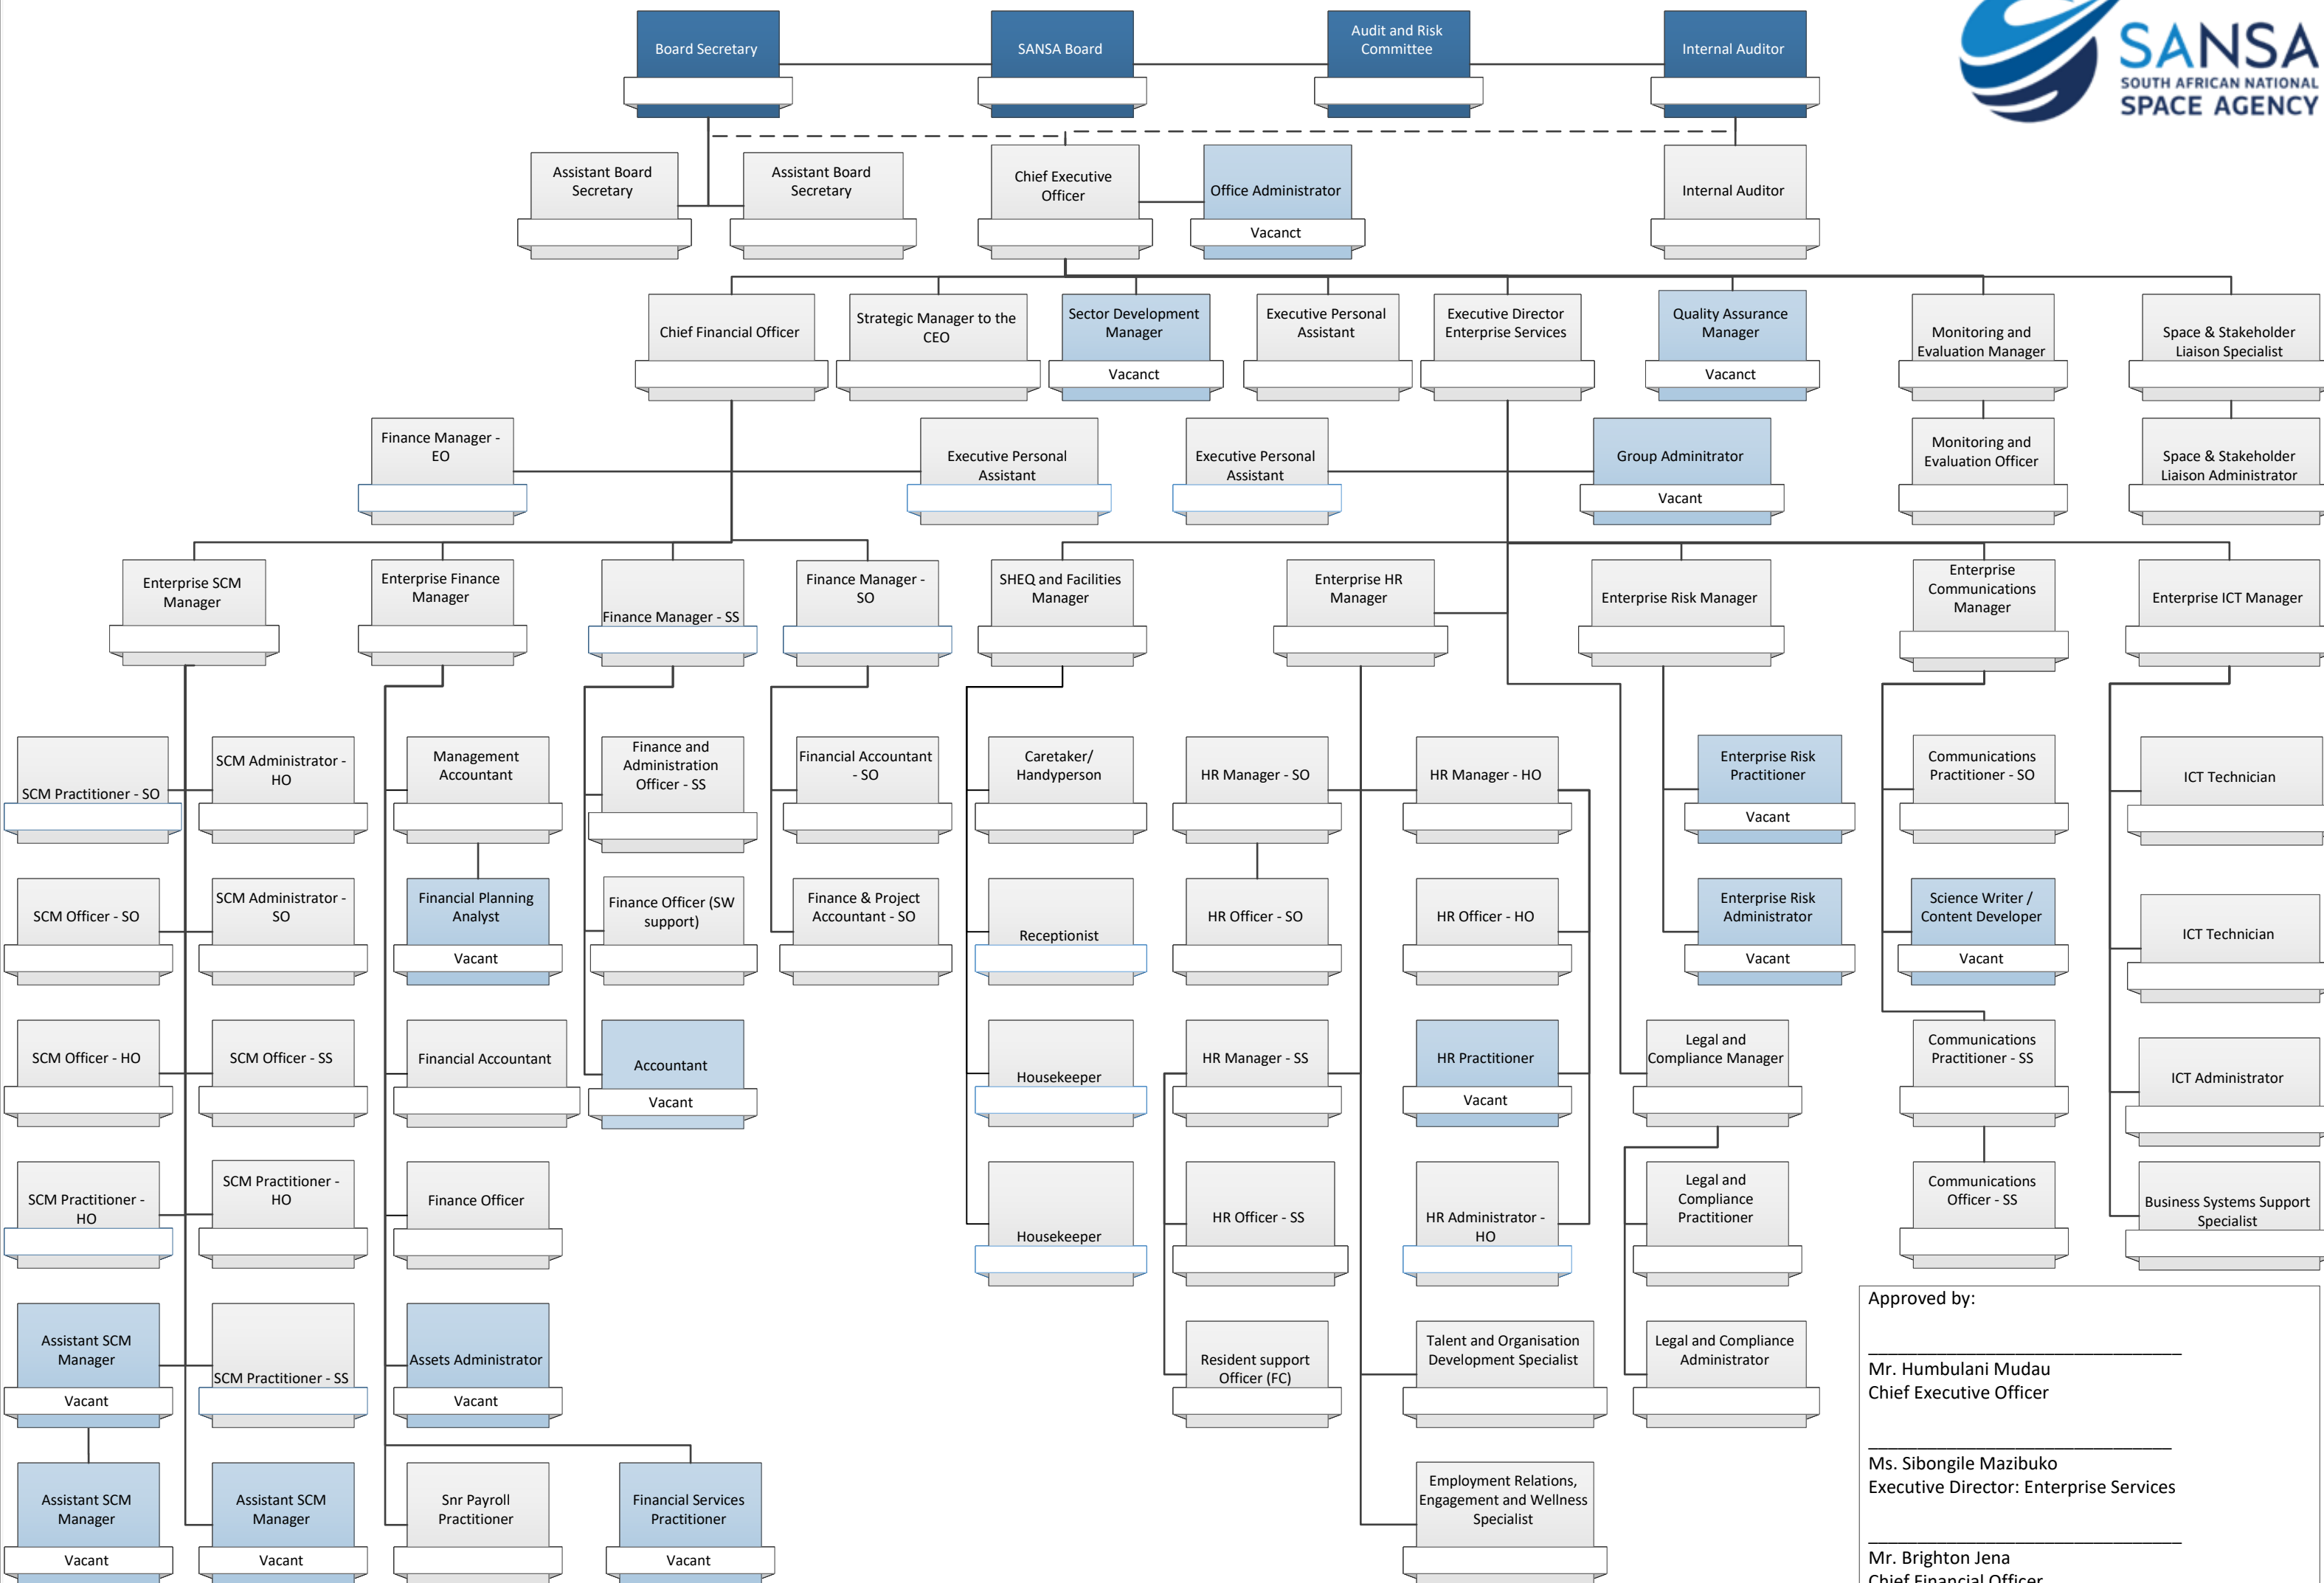 Board Secretary
SANSA Board
Audit and Risk
Committee
Internal Auditor
SANSA
SOUTH AFRICAN NATIONAL
SPACE AGENCY
Assistant Board
Secretary
Assistant Board
Secretary
Chief Executive
Officer
Office Administrator
Vacanct
Internal Auditor
Chief Financial Officer
Strategic Manager to the
CEO
Sector Development
Manager
Vacanct
Executive Personal
Assistant
Executive Director
Enterprise Services
Quality Assurance
Manager
Vacanct
Monitoring and
Evaluation Manager
Space & Stakeholder
Liaison Specialist
Finance Manager -
EO
Executive Personal
Assistant
Executive Personal
Assistant
Group Adminitrator
Vacant
Monitoring and
Evaluation Officer
Space & Stakeholder
Liaison Administrator
Enterprise SCM
Manager
Enterprise Finance
Manager
Finance Manager - SS
Finance Manager -
SO
SHEQ and Facilities
Manager
Enterprise HR
Manager
Enterprise Risk Manager
Enterprise
Communications
Manager
Enterprise ICT Manager
SCM Practitioner - SO
SCM Administrator -
HO
Management
Accountant
Finance and
Administration
Officer - SS
Financial Accountant
- SO
Caretaker/
Handyperson
HR Manager - SO
HR Manager - HO
Enterprise Risk
Practitioner
Vacant
Communications
Practitioner - SO
ICT Technician
SCM Officer - SO
SCM Administrator -
SO
Financial Planning
Analyst
Vacant
Finance Officer (SW
support)
Finance & Project
Accountant - SO
Receptionist
HR Officer - SO
HR Officer - HO
Enterprise Risk
Administrator
Vacant
Science Writer /
Content Developer
Vacant
ICT Technician
SCM Officer - HO
SCM Officer - SS
Financial Accountant
Accountant
Vacant
Housekeeper
HR Manager - SS
HR Practitioner
Vacant
Legal and
Compliance Manager
Communications
Practitioner - SS
ICT Administrator
SCM Practitioner -
HO
SCM Practitioner -
HO
Finance Officer
Housekeeper
HR Officer - SS
HR Administrator -
HO
Legal and
Compliance
Practitioner
Communications
Officer - SS
Business Systems Support
Specialist
Assistant SCM
Manager
Vacant
SCM Practitioner - SS
Assets Administrator
Vacant
Resident support
Officer (FC)
Talent and Organisation
Development Specialist
Legal and Compliance
Administrator
Assistant SCM
Manager
Vacant
Assistant SCM
Manager
Vacant
Snr Payroll
Practitioner
Financial Services
Practitioner
Vacant
Employment Relations,
Engagement and Wellness
Specialist
Approved by:
Mr. Humbulani Mudau
Chief Executive Officer
Ms. Sibongile Mazibuko
Executive Director: Enterprise Services
Mr. Brighton Jena
Chief Financial Officer